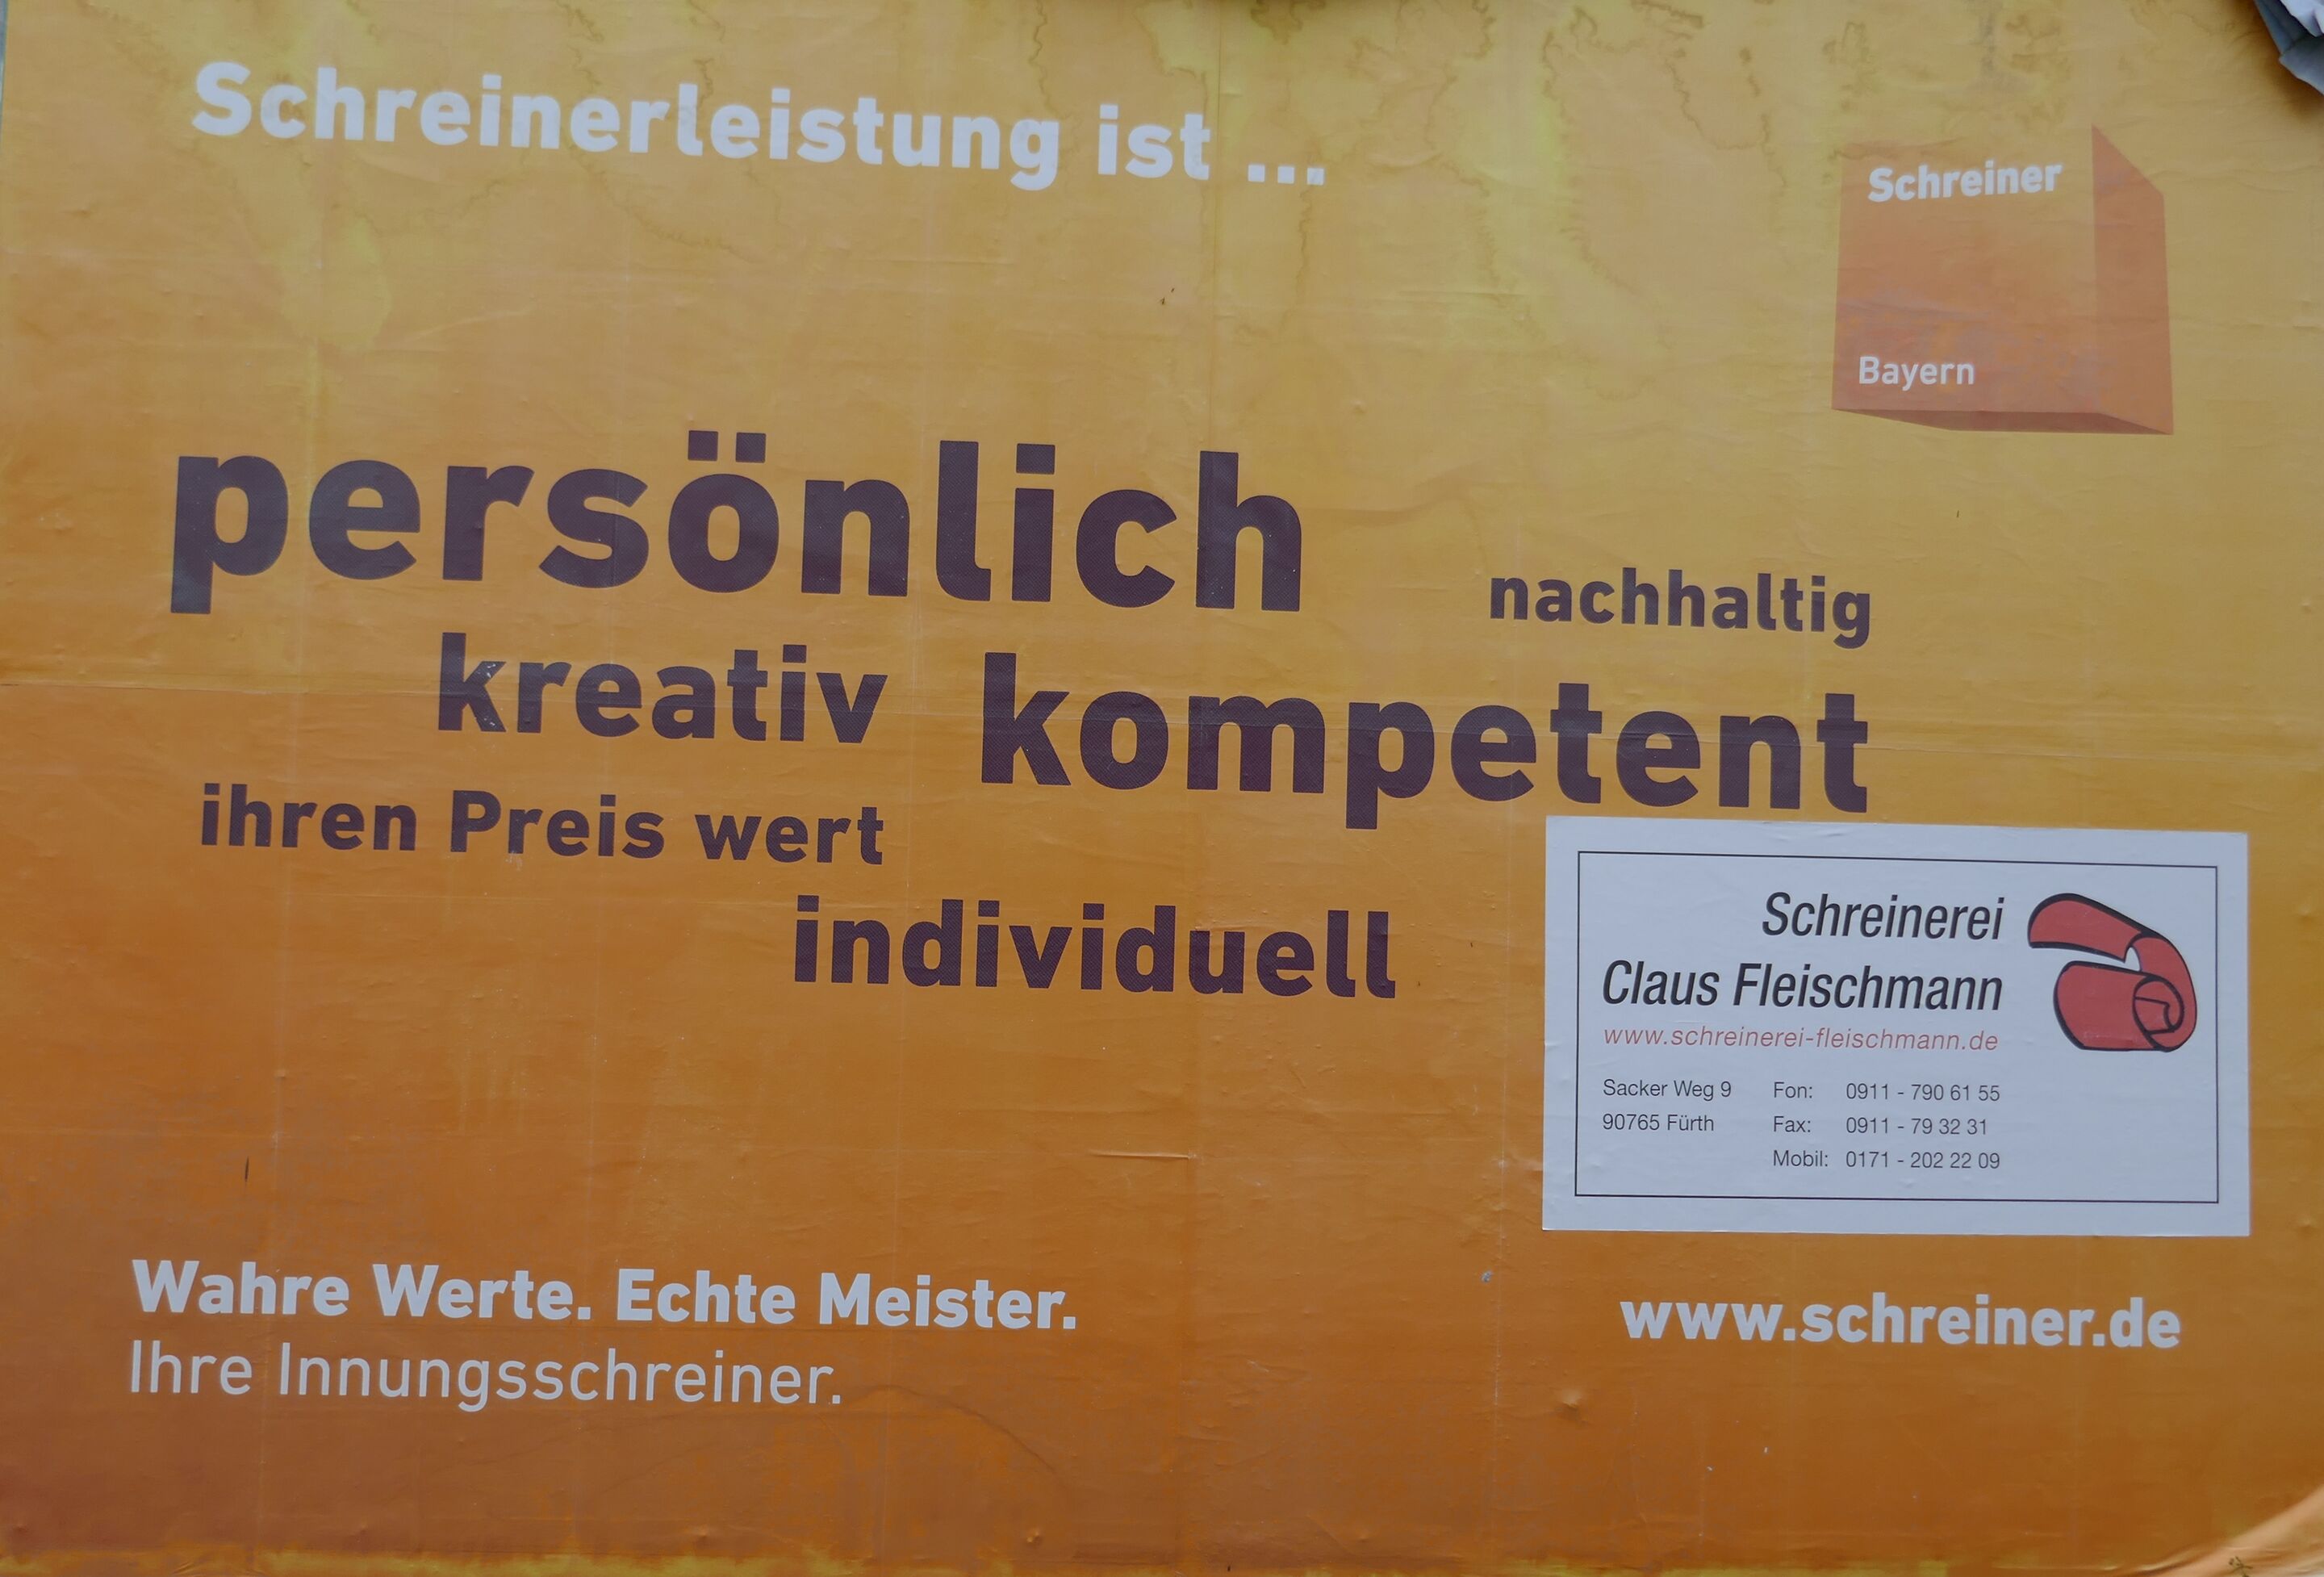 Schreinerleistung ist ...
Schreiner
Bayern
persönlich
nachhaltig
kreativ
kompetent
ihren Preis wert
individuell
Schreinerei
Claus Fleischmann
www.schreinerei-fleischmann.de
Sacker Weg 9 Fon: 0911 - 790 61 55
90765 Fürth Fax: 0911 - 79 32 31
Mobil: 0171 - 202 22 09
Wahre Werte. Echte Meister.
Ihre Innungsschreiner.
www.schreiner.de